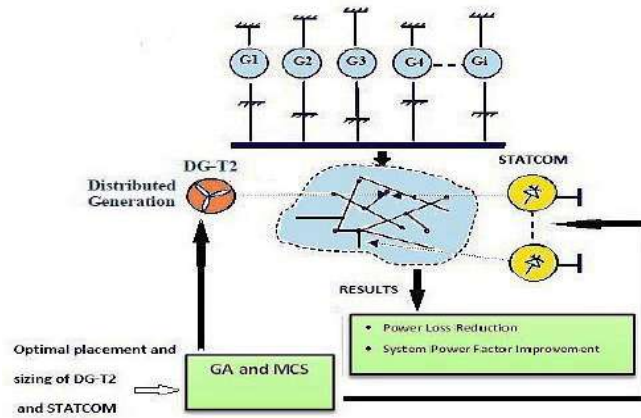 G1 G2 G3 G4 Gi
DG-T2
STATCOM
Distributed
Generation
RESULTS
• Power Loss Reduction
• System Power Factor Improvement
Optimal placement and
sizing of DG-T2
and STATCOM
GA and MCS